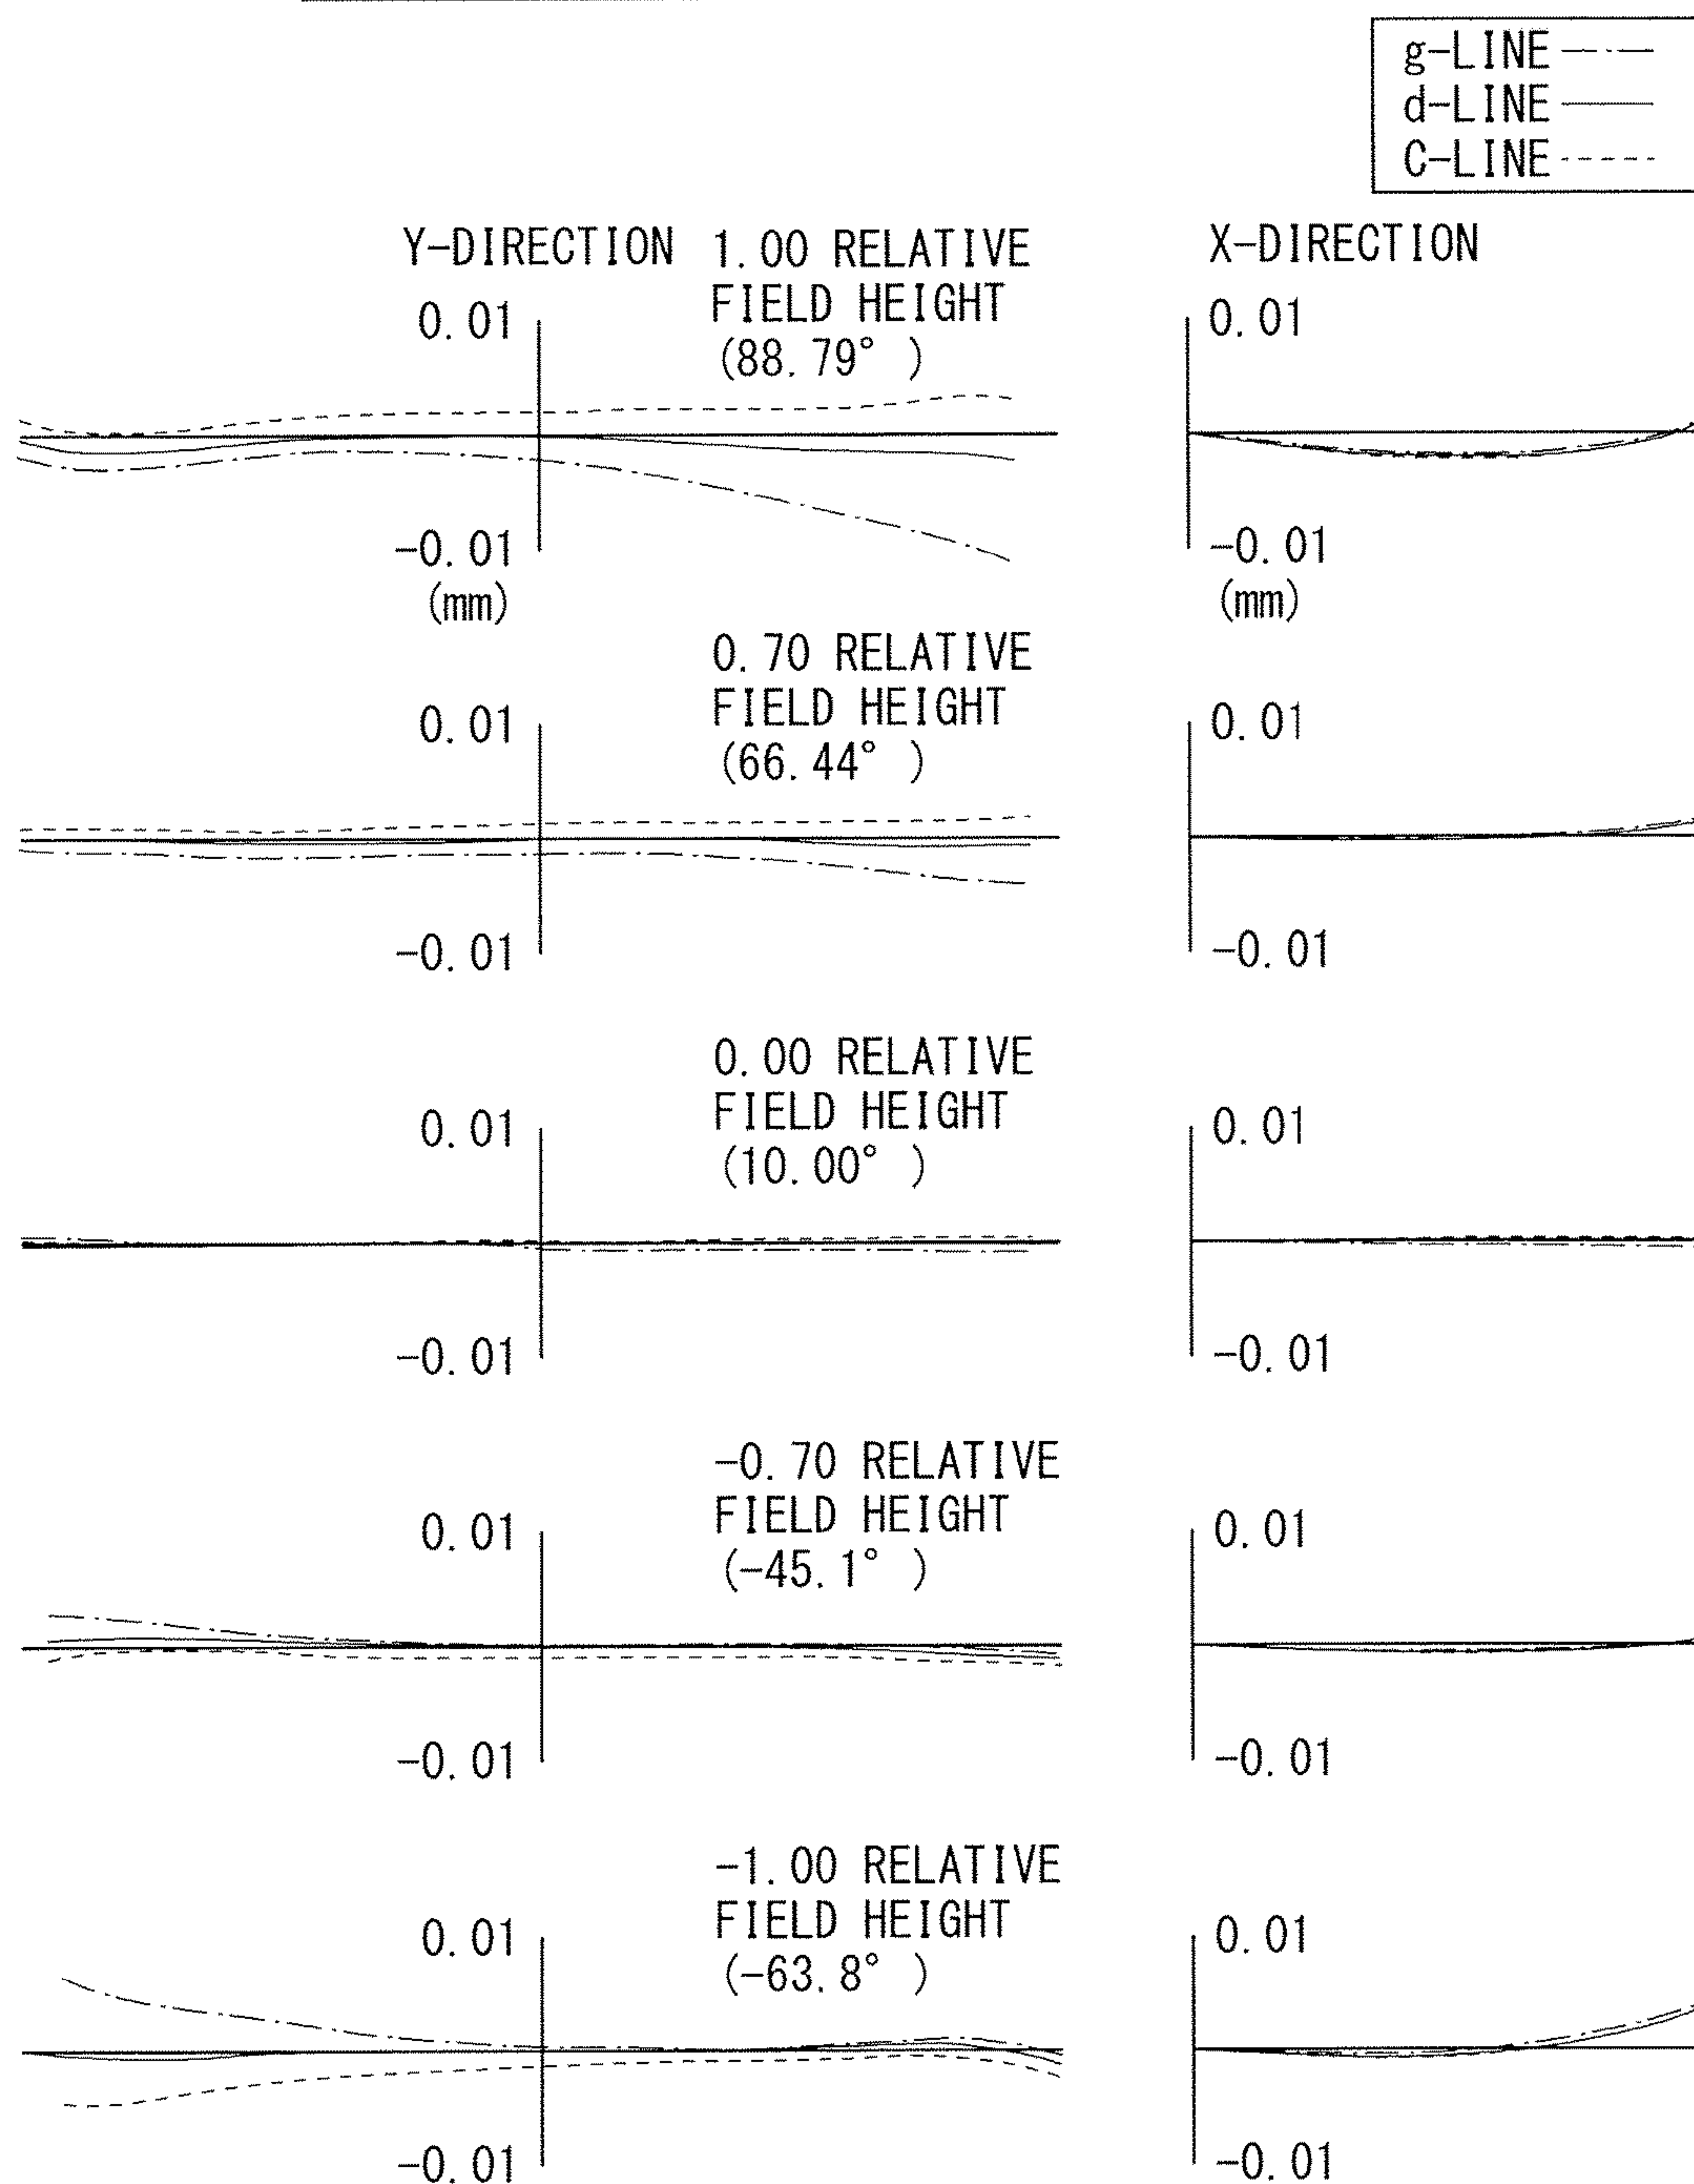 g-LINE
d-LINE
C-LINE
Y-DIRECTION
1.00 RELATIVE
FIELD HEIGHT
(88.79° )
X-DIRECTION
0.01
-0.01
(mm)
0.01
-0.01
(mm)
0.70 RELATIVE
FIELD HEIGHT
(66.44° )
0.01
-0.01
0.01
-0.01
0.00 RELATIVE
FIELD HEIGHT
(10.00° )
0.01
-0.01
0.01
-0.01
-0.70 RELATIVE
FIELD HEIGHT
(-45.1° )
0.01
-0.01
0.01
-0.01
-1.00 RELATIVE
FIELD HEIGHT
(-63.8° )
0.01
-0.01
0.01
-0.01